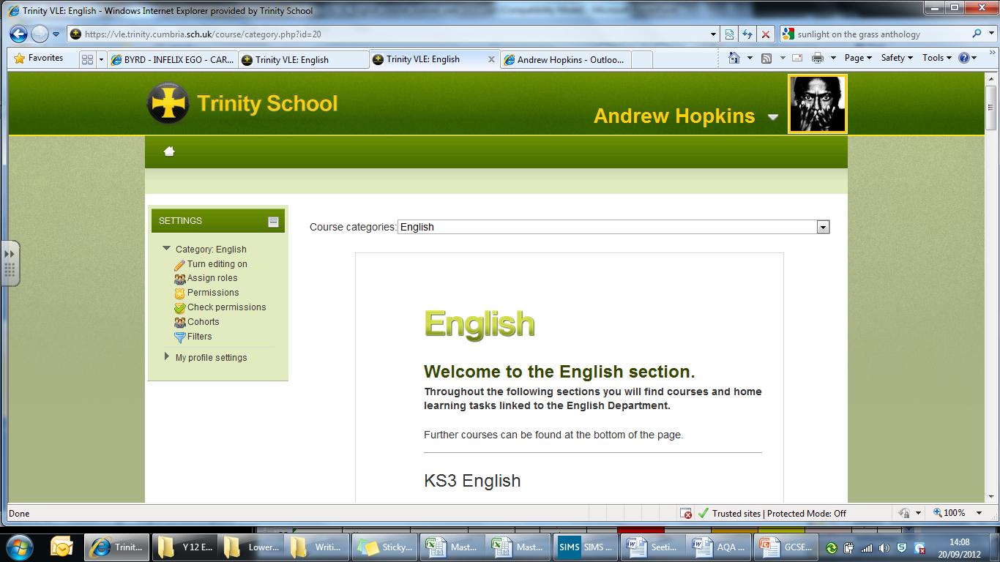 Trinity VLE: English - Windows Internet Explorer provided by Trinity School
https://vle.trinity.cumbria.sch.uk/course/category.php?id=20
sunlight on the grass anthology
Favorites
BYRD - INFELIX EGO - CAR...
Trinity VLE: English
Trinity VLE: English
Andrew Hopkins - Outloo...
Page
Safety
Tools
Trinity School
Andrew Hopkins
SETTINGS
Category: English
Turn editing on
Assign roles
Permissions
Check permissions
Cohorts
Filters
My profile settings
Course categories: English
English
Welcome to the English section.
Throughout the following sections you will find courses and home
learning tasks linked to the English Department.
Further courses can be found at the bottom of the page.
KS3 English
Done
Trusted sites | Protected Mode: Off
100%
Trinit...
Y 12 E...
Lower...
Writi...
Sticky...
Mast...
Mast...
SIMS
SIMS ...
Seeti...
AQA ...
GCSE...
14:08
20/09/2012